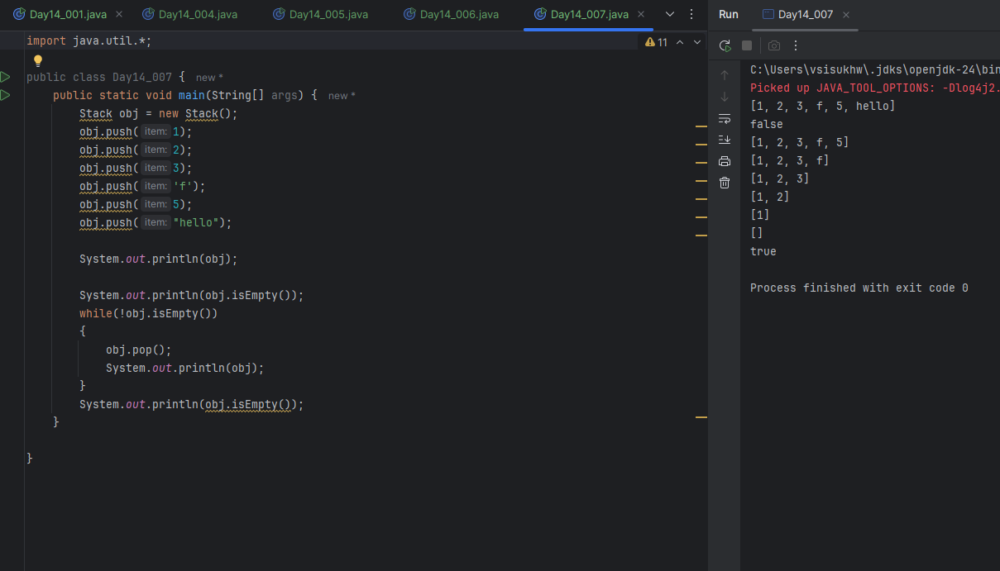 Day14_001.java Day14_004.java Day14_005.java Day14_006.java Day14_007.java
Run Day14_007
11
import java.util.*;
public class Day14_007 { new *
public static void main(String[] args) { new *
Stack obj = new Stack();
obj.push( item: 1);
obj.push( item: 2);
obj.push( item: 3);
obj.push( item: 'f');
obj.push( item: 5);
obj.push( item: "hello");
System.out.println(obj);
System.out.println(obj.isEmpty());
while(!obj.isEmpty())
{
obj.pop();
System.out.println(obj);
}
System.out.println(obj.isEmpty());
}
}
C:\Users\vsisukhw\.jdks\openjdk-24\bin
Picked up JAVA_TOOL_OPTIONS: -Dlog4j2.
[1, 2, 3, f, 5, hello]
false
[1, 2, 3, f, 5]
[1, 2, 3, f]
[1, 2, 3]
[1, 2]
[1]
[]
true
Process finished with exit code 0